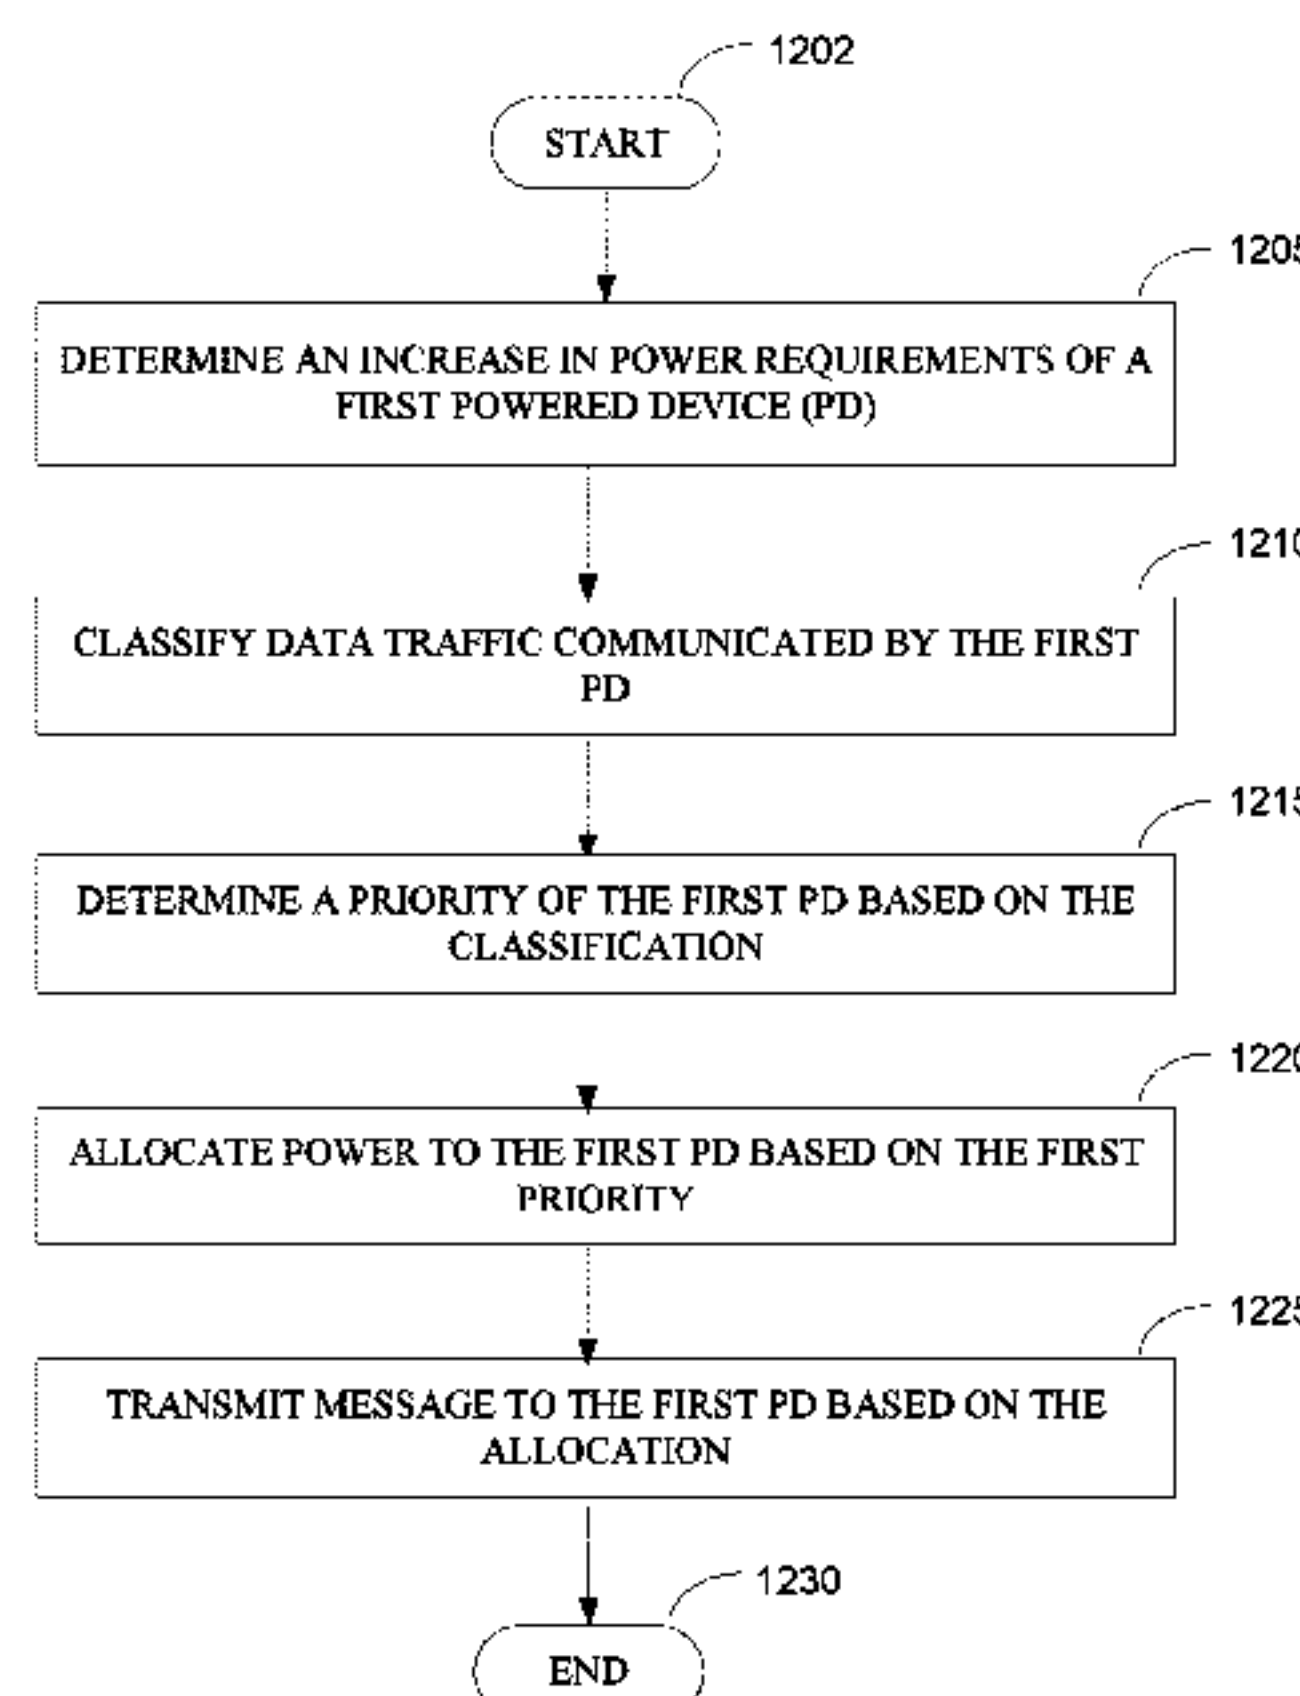 1202
START
1205
DETERMINE AN INCREASE IN POWER REQUIREMENTS OF A
FIRST POWERED DEVICE (PD)
1210
CLASSIFY DATA TRAFFIC COMMUNICATED BY THE FIRST
PD
1215
DETERMINE A PRIORITY OF THE FIRST PD BASED ON THE
CLASSIFICATION
1220
ALLOCATE POWER TO THE FIRST PD BASED ON THE FIRST
PRIORITY
1225
TRANSMIT MESSAGE TO THE FIRST PD BASED ON THE
ALLOCATION
1230
END